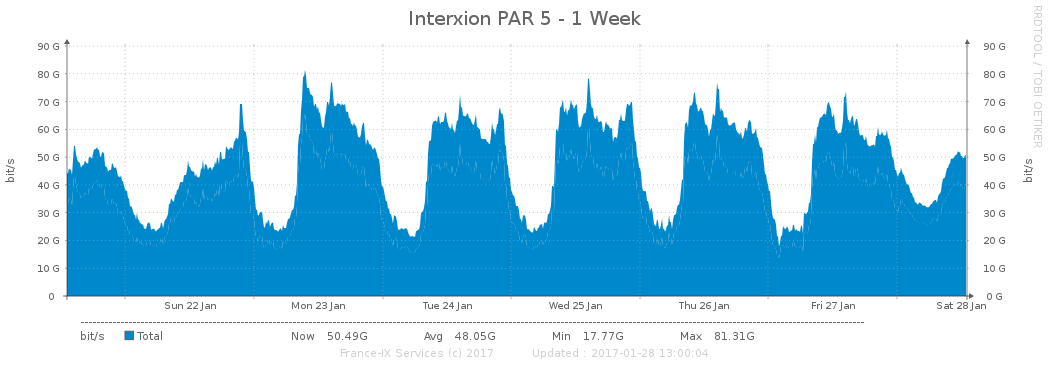 Interxion PAR 5 - 1 Week
RRDTOOL / TOBI OETIKER
bit/s
90 G
80 G
70 G
60 G
50 G
40 G
30 G
20 G
10 G
0
90 G
80 G
70 G
60 G
50 G
40 G
30 G
20 G
10 G
0 G
bit/s
Sun 22 Jan Mon 23 Jan Tue 24 Jan Wed 25 Jan Thu 26 Jan Fri 27 Jan Sat 28 Jan
bit/s Total Now 50.49G Avg 48.05G Min 17.77G Max 81.31G
France-IX Services (c) 2017 Updated : 2017-01-28 13:00:04